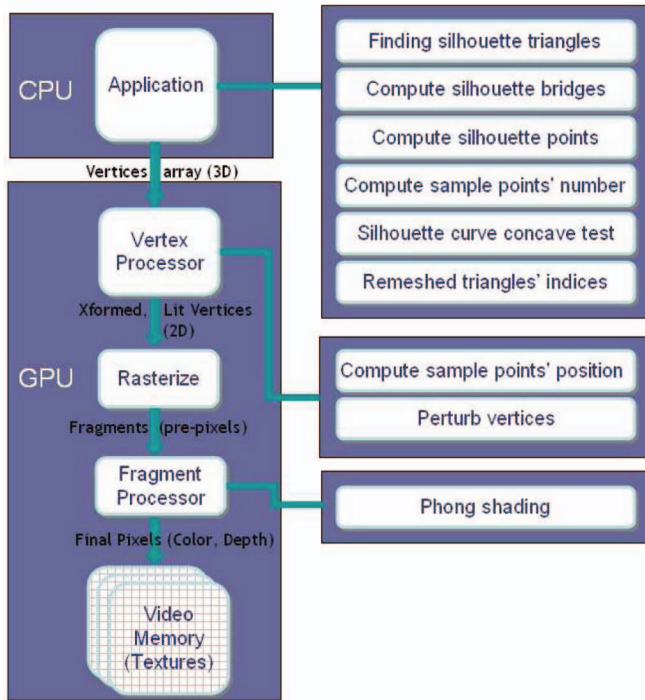 CPU
Application
Finding silhouette triangles
Compute silhouette bridges
Compute silhouette points
Compute sample points' number
Silhouette curve concave test
Remeshed triangles' indices
Vertices array (3D)
GPU
Vertex
Processor
Xformed, Lit Vertices
(2D)
Rasterize
Compute sample points' position
Perturb vertices
Fragments (pre-pixels)
Fragment
Processor
Phong shading
Final Pixels (Color, Depth)
Video
Memory
(Textures)